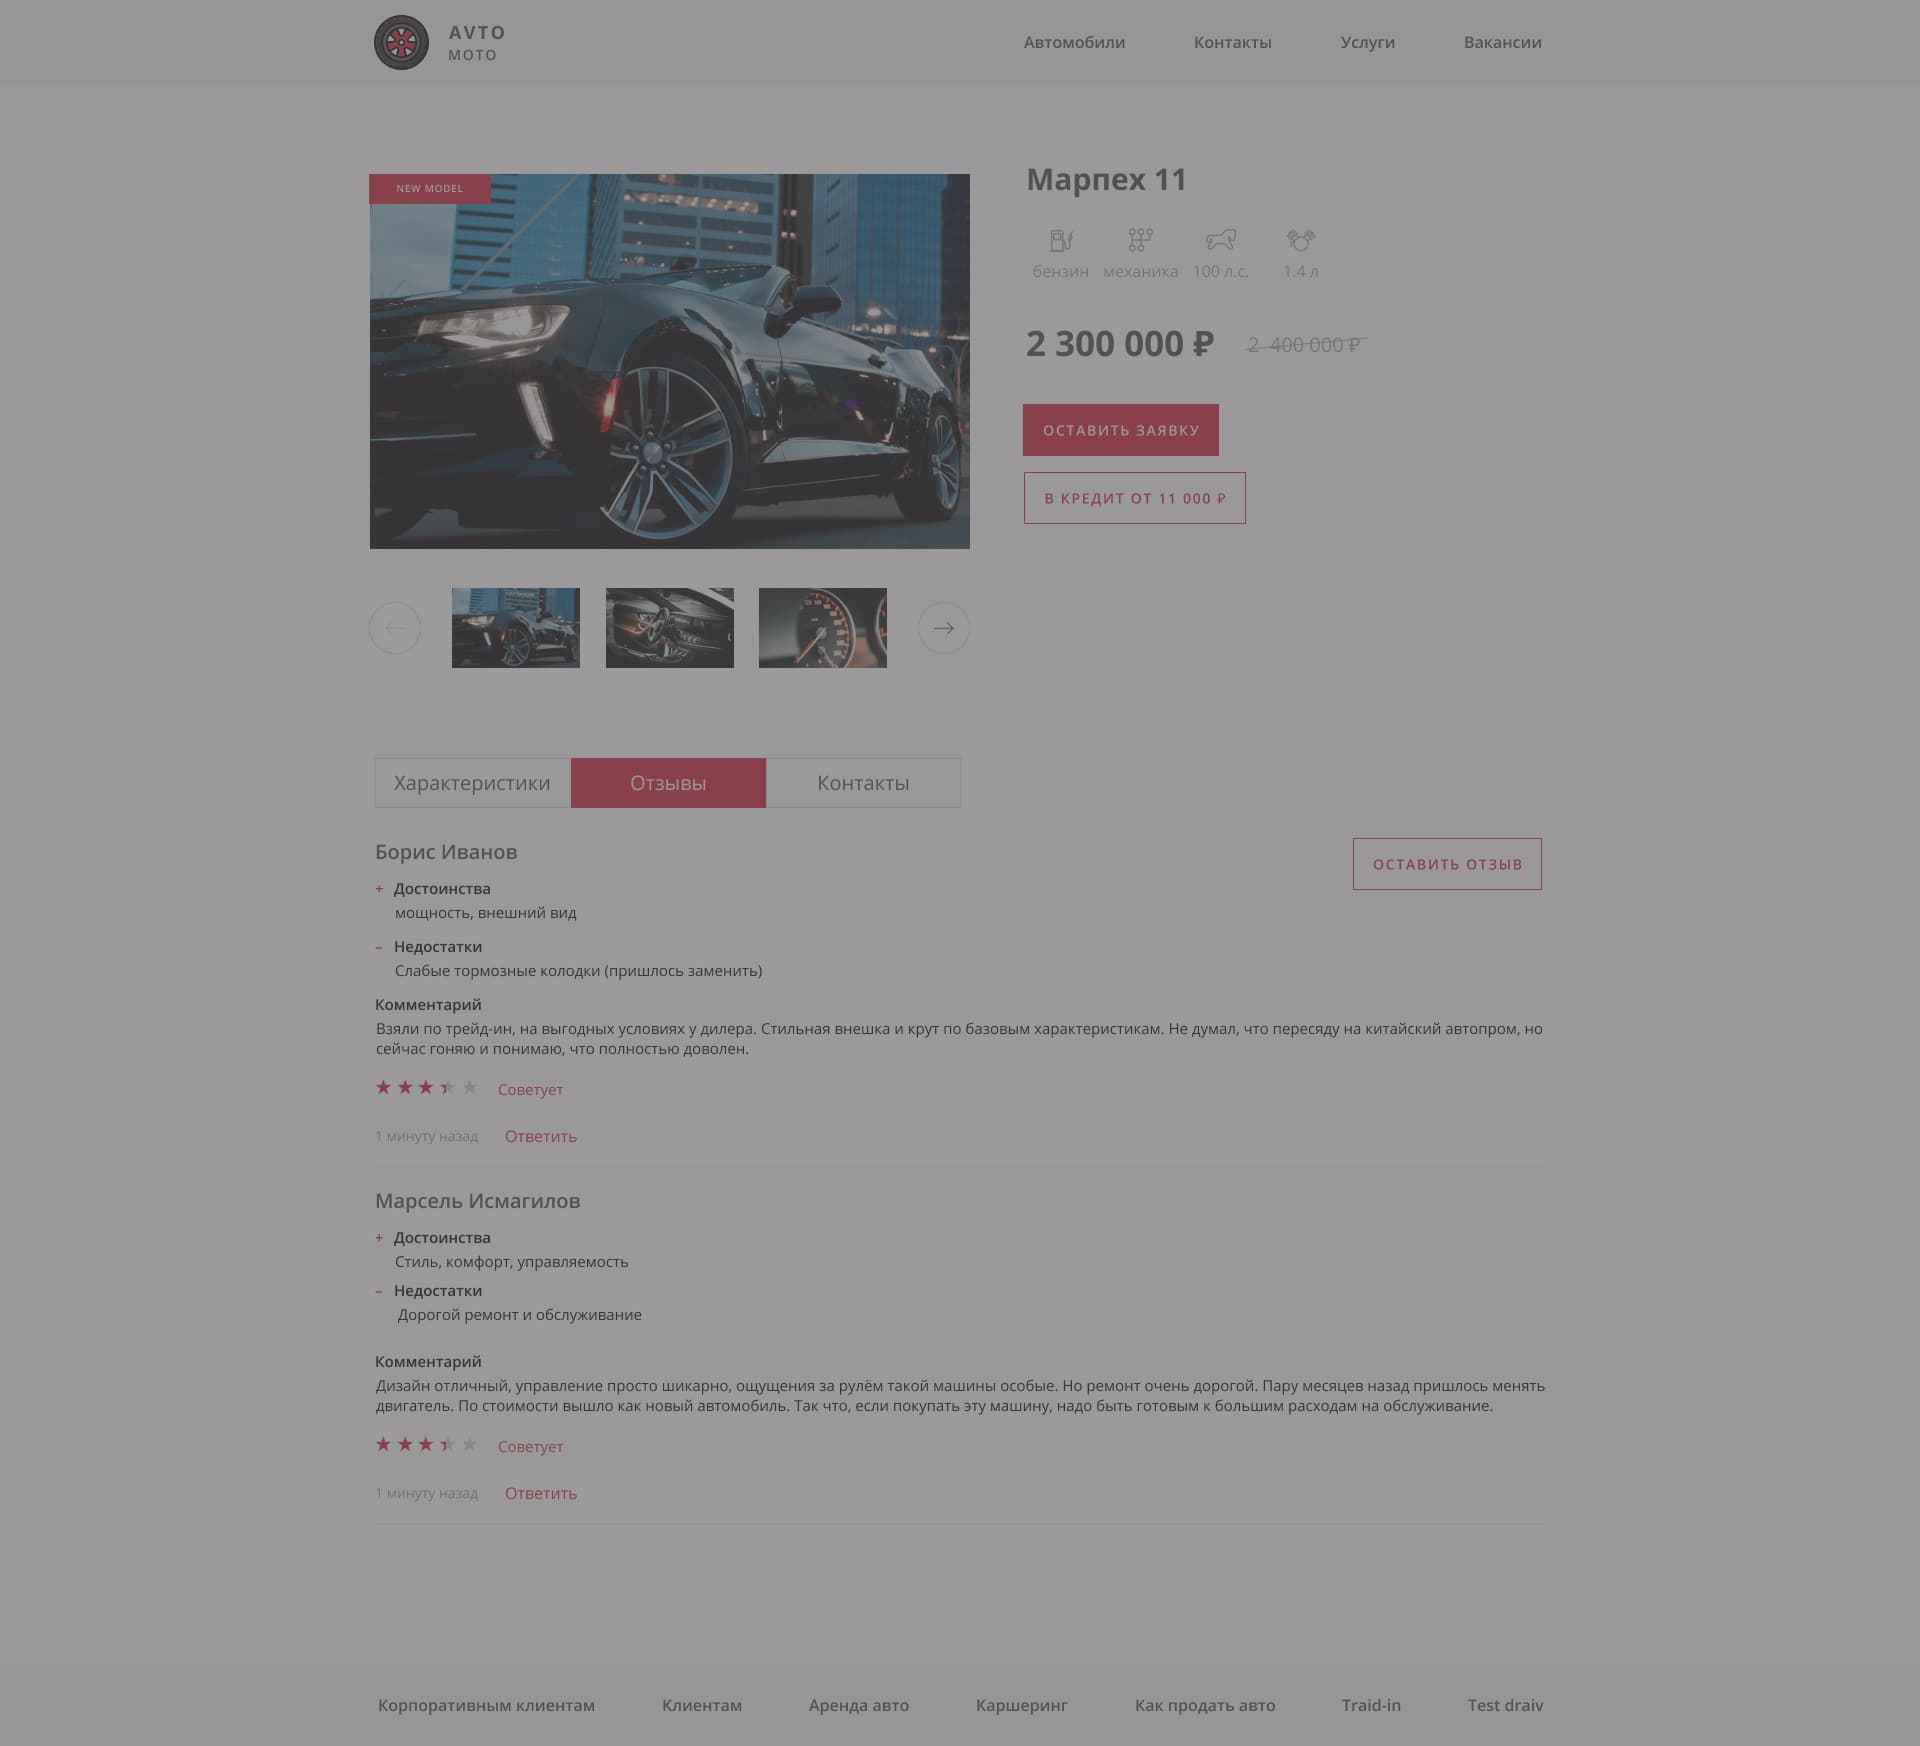 AVTO
MOTO
Автомобили
Контакты
Услуги
Вакансии
NEW MODEL
Марпех 11
бензин
механика
100 л.с.
1.4 л
2 300 000 ₽
2 400 000 ₽
ОСТАВИТЬ ЗАЯВКУ
В КРЕДИТ ОТ 11 000 ₽
Характеристики
Отзывы
Контакты
Борис Иванов
ОСТАВИТЬ ОТЗЫВ
+ Достоинства
мощность, внешний вид
– Недостатки
Слабые тормозные колодки (пришлось заменить)
Комментарий
Взяли по трейд-ин, на выгодных условиях у дилера. Стильная внешка и крут по базовым характеристикам. Не думал, что пересяду на китайский автопром, но
сейчас гоняю и понимаю, что полностью доволен.
Советует
1 минуту назад
Ответить
Марсель Исмагилов
+ Достоинства
Стиль, комфорт, управляемость
– Недостатки
Дорогой ремонт и обслуживание
Комментарий
Дизайн отличный, управление просто шикарно, ощущения за рулём такой машины особые. Но ремонт очень дорогой. Пару месяцев назад пришлось менять
двигатель. По стоимости вышло как новый автомобиль. Так что, если покупать эту машину, надо быть готовым к большим расходам на обслуживание.
Советует
1 минуту назад
Ответить
Корпоративным клиентам
Клиентам
Аренда авто
Каршеринг
Как продать авто
Traid-in
Test draiv